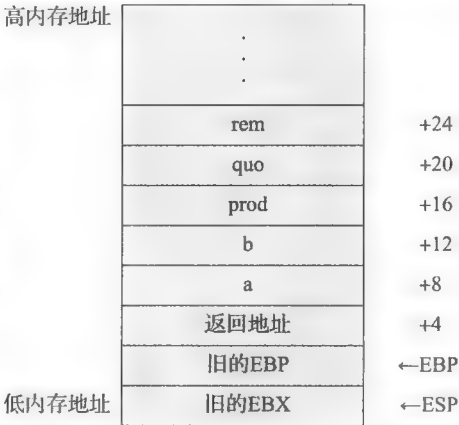 高内存地址
.
.
.
rem +24
quo +20
prod +16
b +12
a +8
返回地址 +4
旧的EBP ←EBP
低内存地址 旧的EBX ←ESP